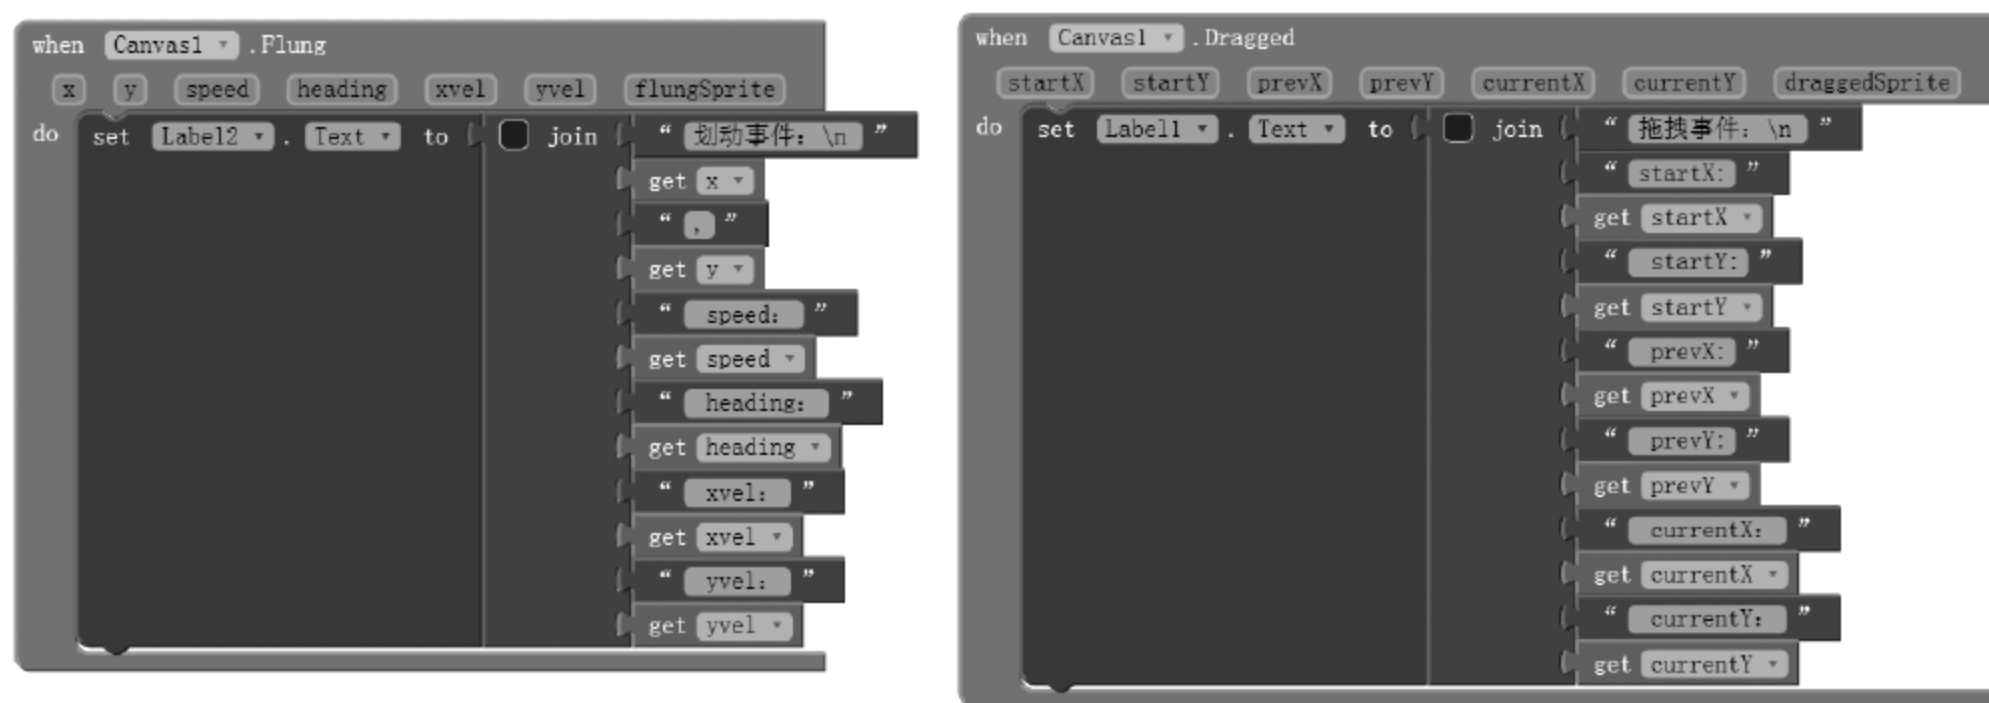 when Canvas1 .Flung
x y speed heading xvel yvel flungSprite
do set Label2 . Text to join “ 划动事件：\n ”
get x
“ , ”
get y
“ speed： ”
get speed
“ heading： ”
get heading
“ xvel： ”
get xvel
“ yvel： ”
get yvel
when Canvas1 .Dragged
startX startY prevX prevY currentX currentY draggedSprite
do set Label1 . Text to join “ 拖拽事件：\n ”
“ startX: ”
get startX
“ startY: ”
get startY
“ prevX: ”
get prevX
“ prevY: ”
get prevY
“ currentX： ”
get currentX
“ currentY： ”
get currentY